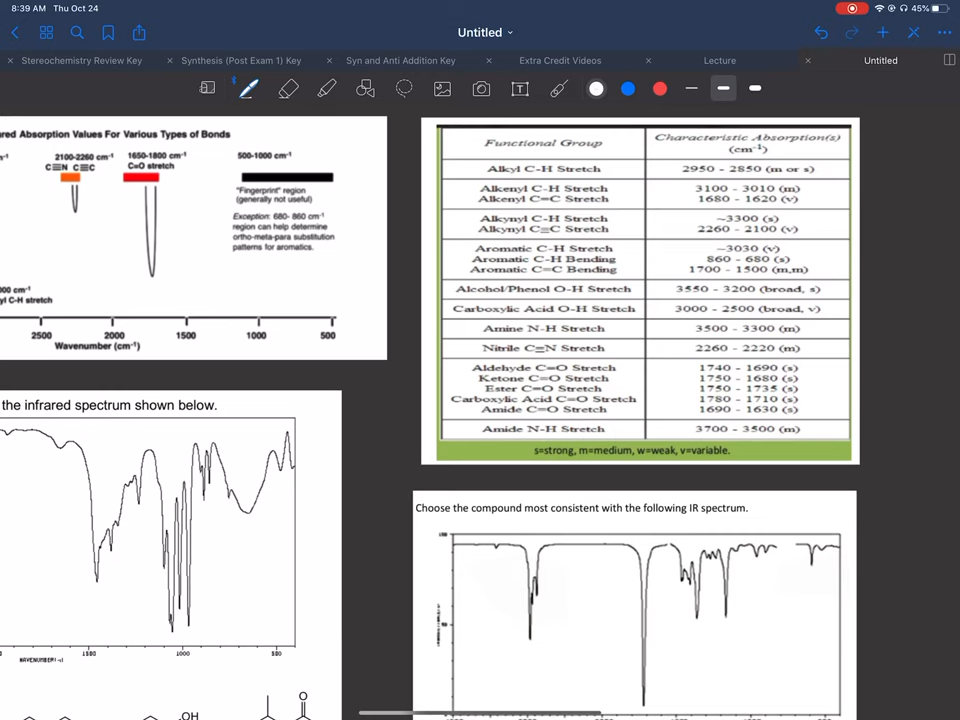 8:39 AM Thu Oct 24
45%
Untitled
Stereochemistry Review Key
Synthesis (Post Exam 1) Key
Syn and Anti Addition Key
Extra Credit Videos
Lecture
Untitled
red Absorption Values For Various Types of Bonds
2100-2260 cm⁻¹
C≡N C≡C
1650-1800 cm⁻¹
C=O stretch
500-1000 cm⁻¹
"Fingerprint" region
(generally not useful)
Exception: 680- 860 cm⁻¹
region can help determine
ortho-meta-para substitution
patterns for aromatics.
000 cm⁻¹
yl C-H stretch
2500 2000 1500 1000 500
Wavenumber (cm⁻¹)
Functional Group Characteristic Absorption(s) (cm⁻¹)
Alkyl C-H Stretch 2950 - 2850 (m or s)
Alkenyl C-H Stretch 3100 - 3010 (m)
Alkenyl C=C Stretch 1680 - 1620 (v)
Alkynyl C-H Stretch ~3300 (s)
Alkynyl C≡C Stretch 2260 - 2100 (v)
Aromatic C-H Stretch ~3030 (v)
Aromatic C-H Bending 860 - 680 (s)
Aromatic C=C Bending 1700 - 1500 (m,m)
Alcohol/Phenol O-H Stretch 3550 - 3200 (broad, s)
Carboxylic Acid O-H Stretch 3000 - 2500 (broad, v)
Amine N-H Stretch 3500 - 3300 (m)
Nitrile C≡N Stretch 2260 - 2220 (m)
Aldehyde C=O Stretch 1740 - 1690 (s)
Ketone C=O Stretch 1750 - 1680 (s)
Ester C=O Stretch 1750 - 1735 (s)
Carboxylic Acid C=O Stretch 1780 - 1710 (s)
Amide C=O Stretch 1690 - 1630 (s)
Amide N-H Stretch 3700 - 3500 (m)
s=strong, m=medium, w=weak, v=variable.
the infrared spectrum shown below.
1500 1000 500
OH
O
Choose the compound most consistent with the following IR spectrum.